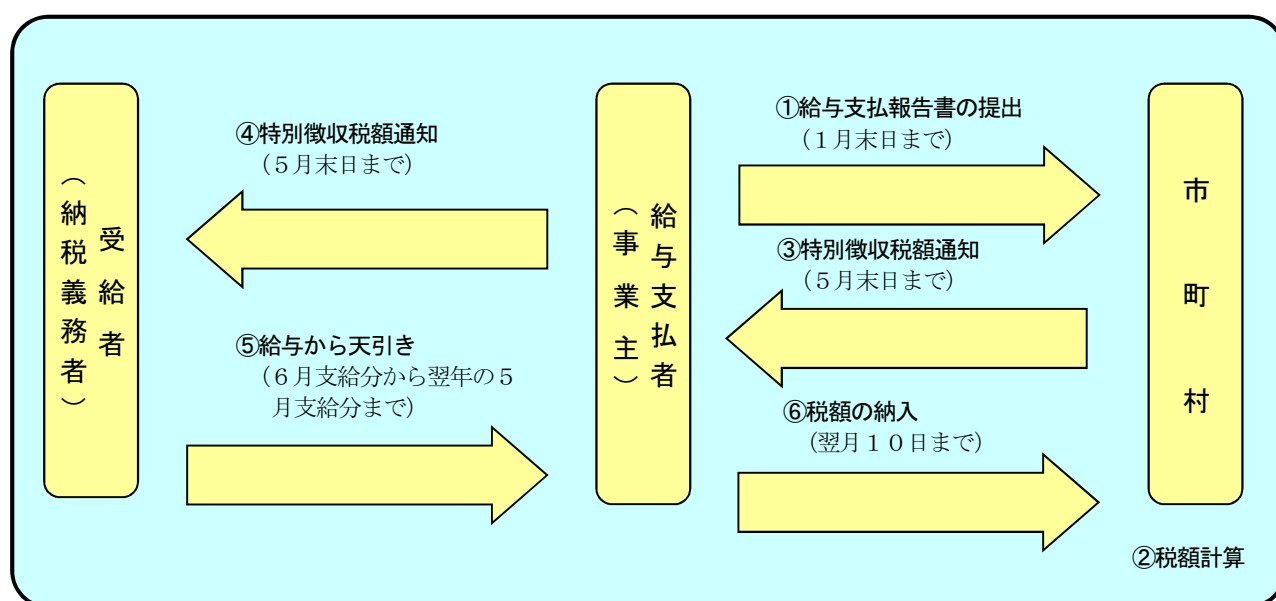 受給者
（納税義務者）
④特別徴収税額通知
（５月末日まで）
⑤給与から天引き
（６月支給分から翌年の５
月支給分まで）
給与支払者
（事業主）
①給与支払報告書の提出
（１月末日まで）
③特別徴収税額通知
（５月末日まで）
⑥税額の納入
（翌月１０日まで）
市町村
②税額計算